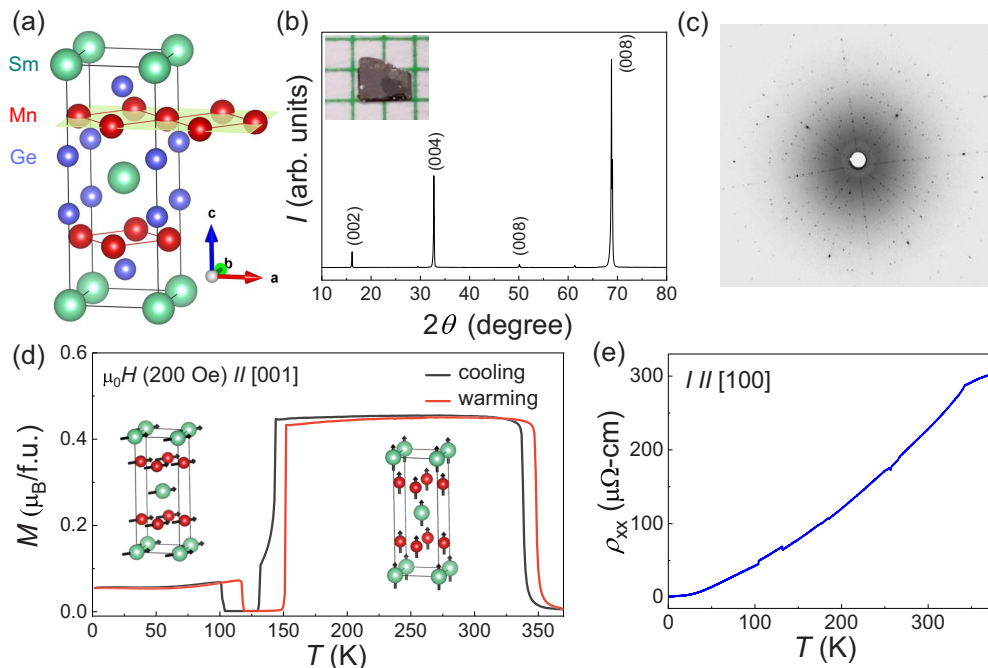 (a)
Sm
Mn
Ge
c
b
a
(b)
I (arb. units)
(002)
(004)
(008)
(008)
10 20 30 40 50 60 70 80
2θ (degree)
(c)
(d)
μ0H (200 Oe) // [001]
cooling
warming
M (μB/f.u.)
0.6
0.4
0.2
0.0
0 50 100 150 200 250 300 350
T (K)
(e)
I // [100]
ρxx (μΩ-cm)
300
200
100
0
0 100 200 300
T (K)